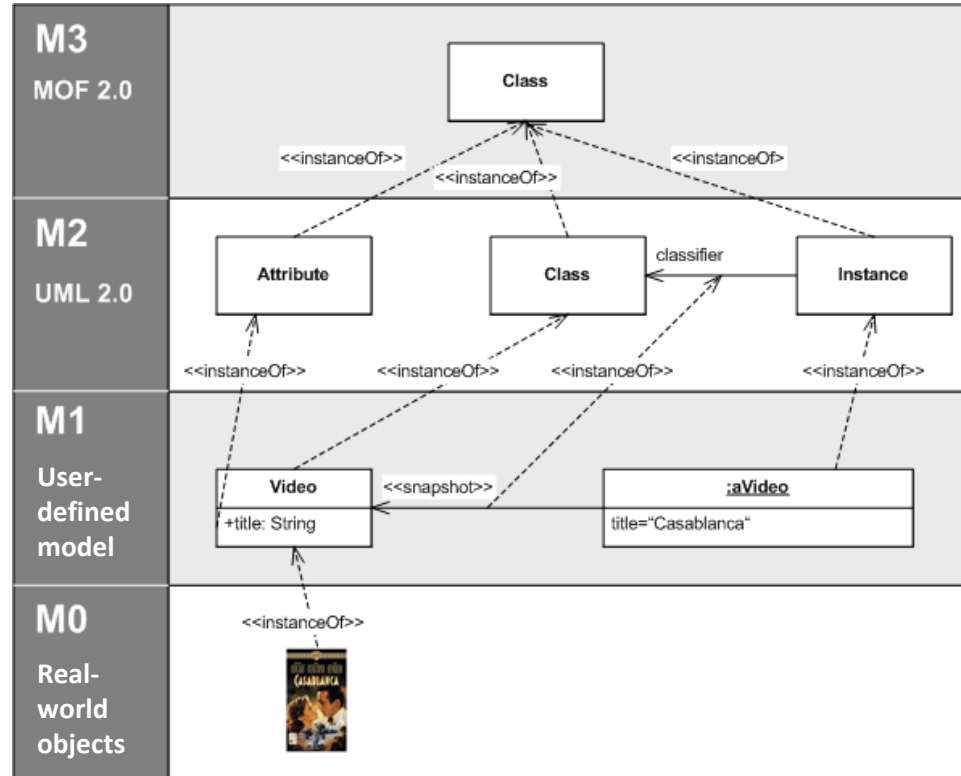 M3
MOF 2.0
Class
<<instanceOf>>
<<instanceOf>>
<<instanceOf>
M2
UML 2.0
Attribute
Class
classifier
Instance
<<instanceOf>>
<<instanceOf>>
<<instanceOf>>
<<instanceOf>>
M1
User-
defined
model
Video
+title: String
<<snapshot>>
:aVideo
title="Casablanca"
M0
Real-
world
objects
<<instanceOf>>
CASABLANCA